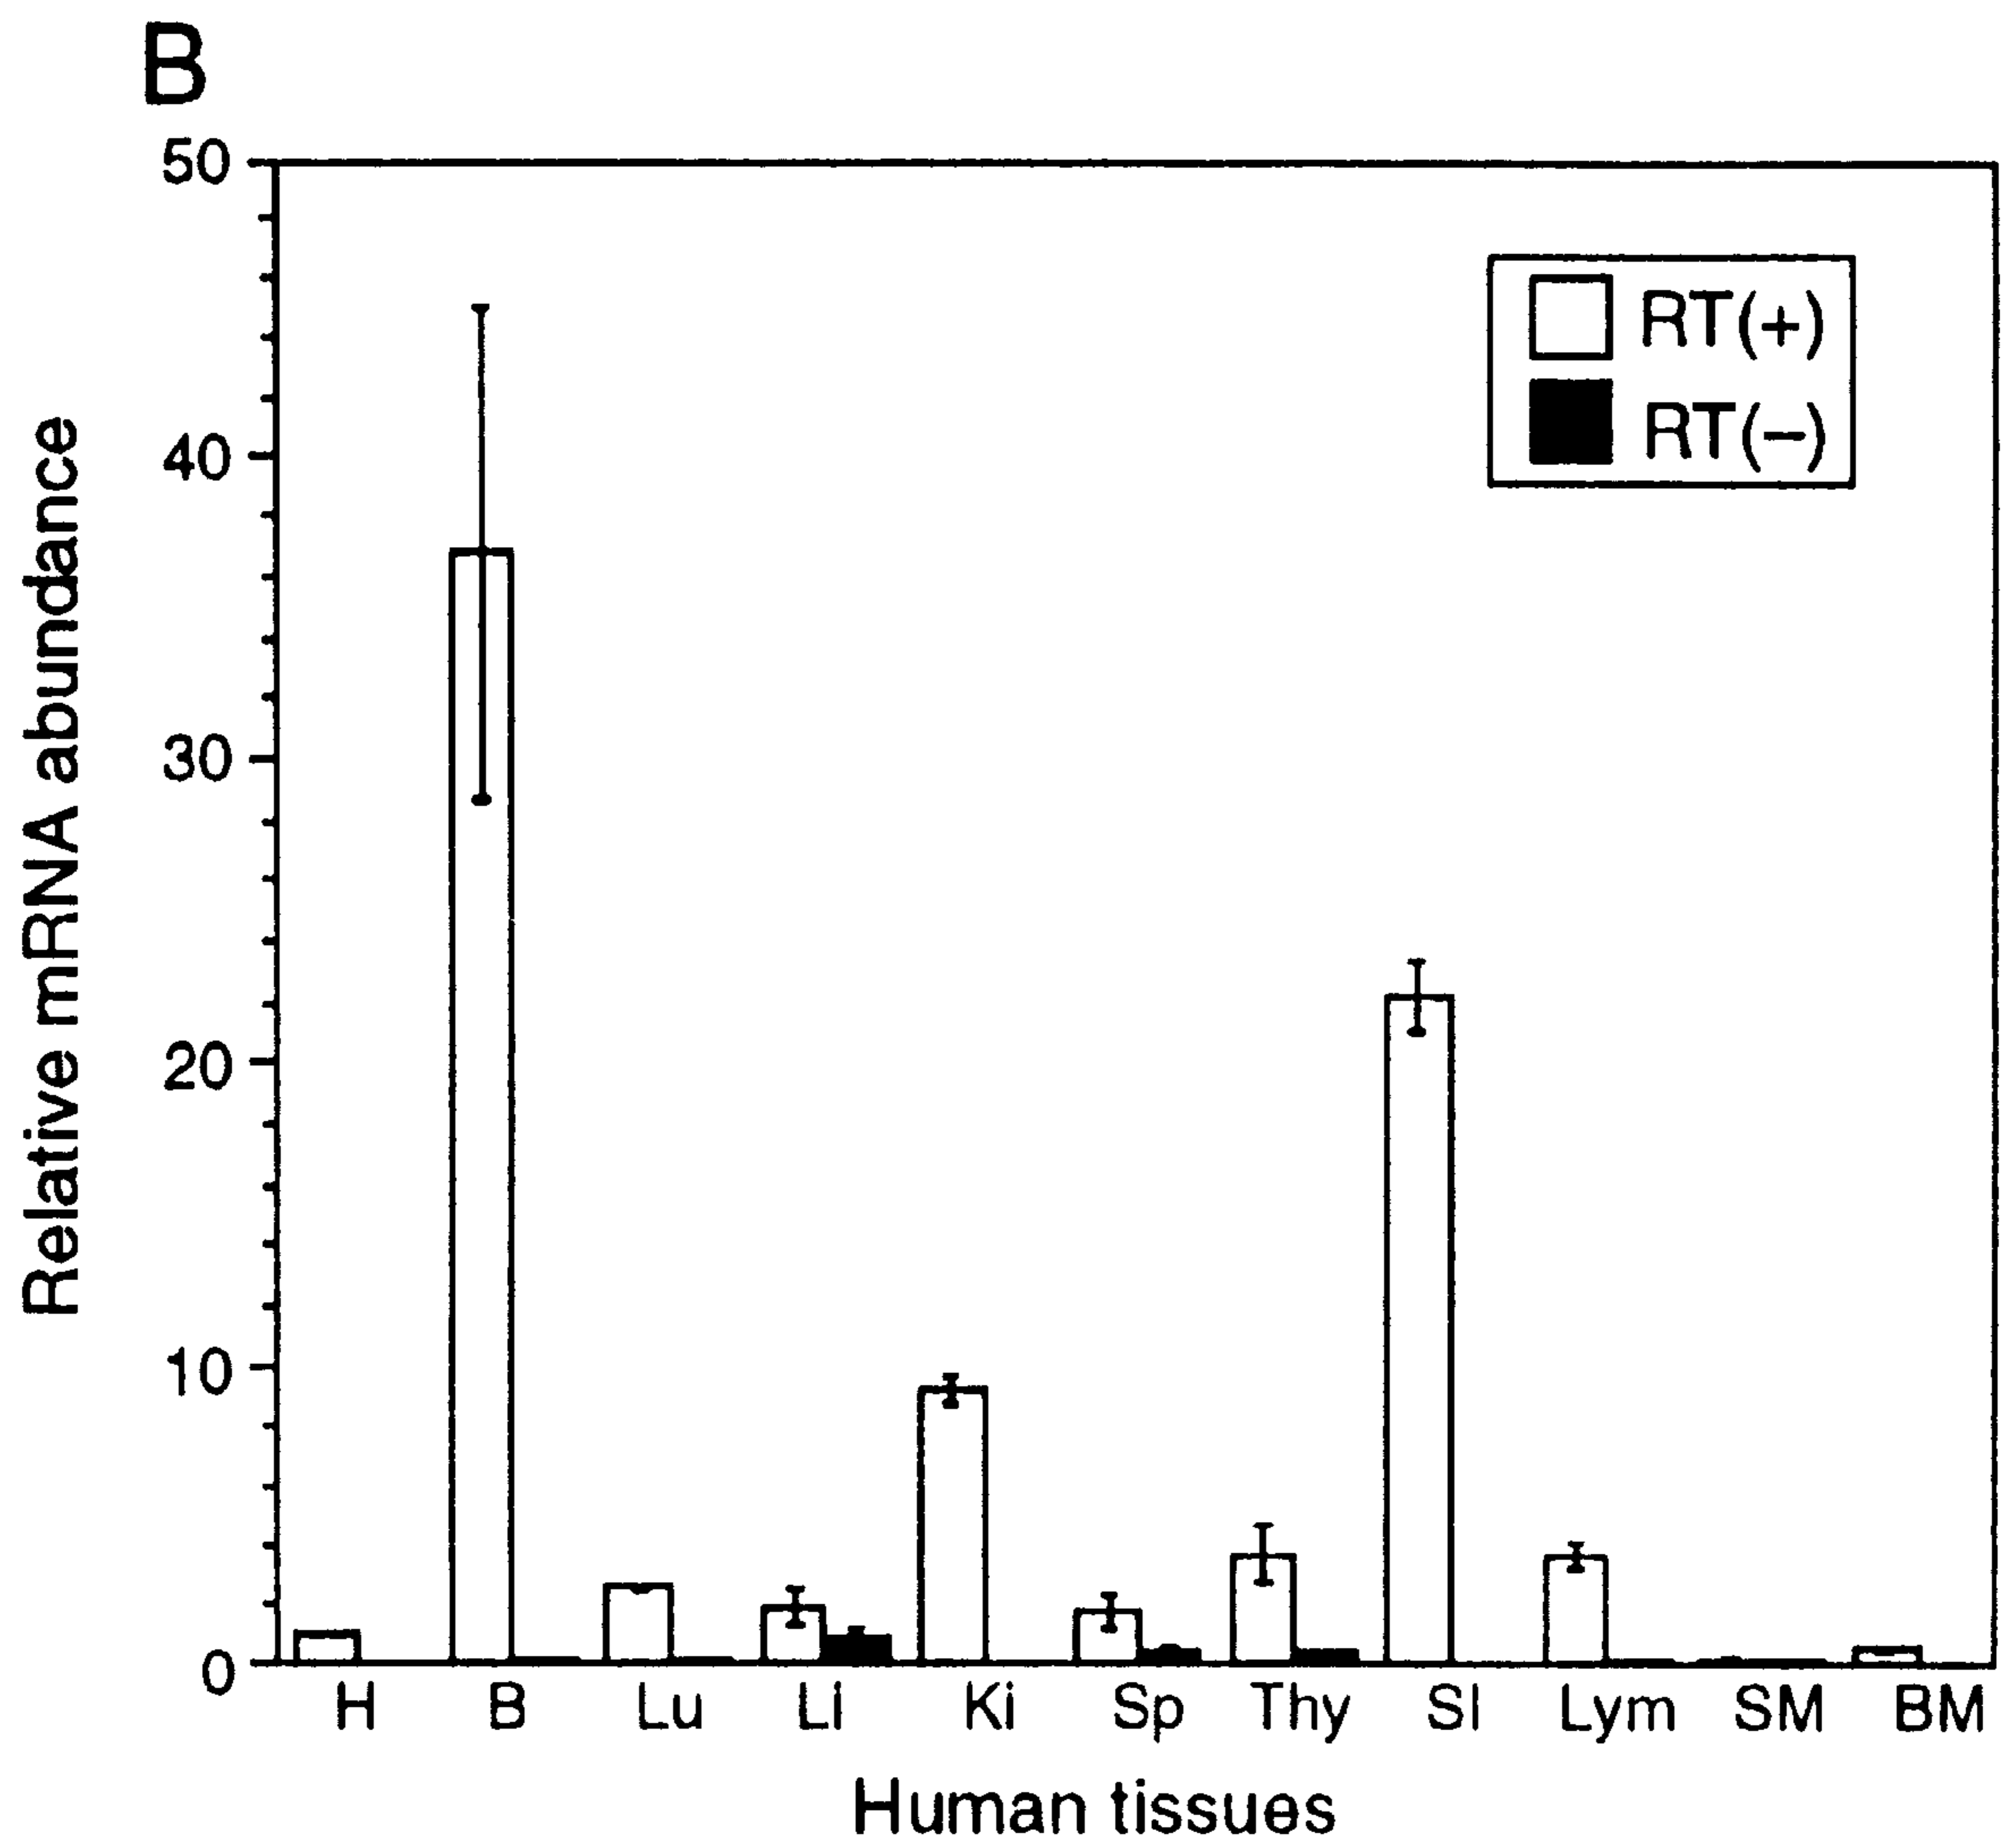 B
50
40
30
20
10
0
Relative mRNA abundance
RT(+)
RT(−)
H B Lu Li Ki Sp Thy SI Lym SM BM
Human tissues